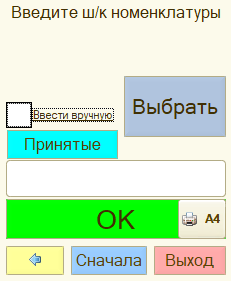 Введите ш/к номенклатуры
Выбрать
Ввести вручную
Принятые
OK
A4
Сначала
Выход